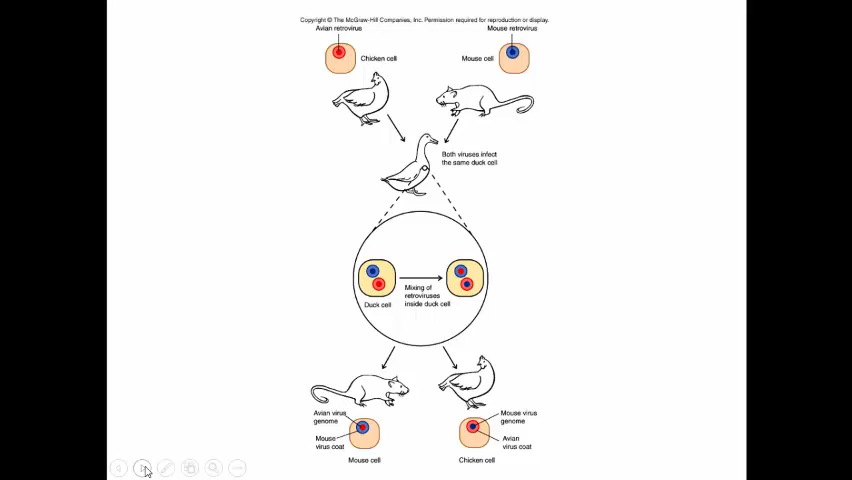 Copyright © The McGraw-Hill Companies, Inc. Permission required for reproduction or display.
Avian retrovirus
Mouse retrovirus
Chicken cell
Mouse cell
Both viruses infect
the same duck cell
Mixing of
retroviruses
inside duck cell
Duck cell
Avian virus
genome
Mouse
virus coat
Mouse cell
Mouse virus
genome
Avian
virus coat
Chicken cell